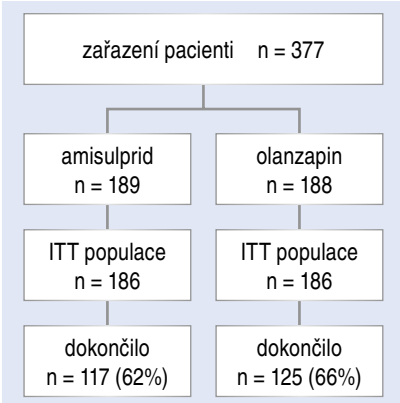 zařazení pacienti n = 377
amisulprid
n = 189
olanzapin
n = 188
ITT populace
n = 186
ITT populace
n = 186
dokončilo
n = 117 (62%)
dokončilo
n = 125 (66%)